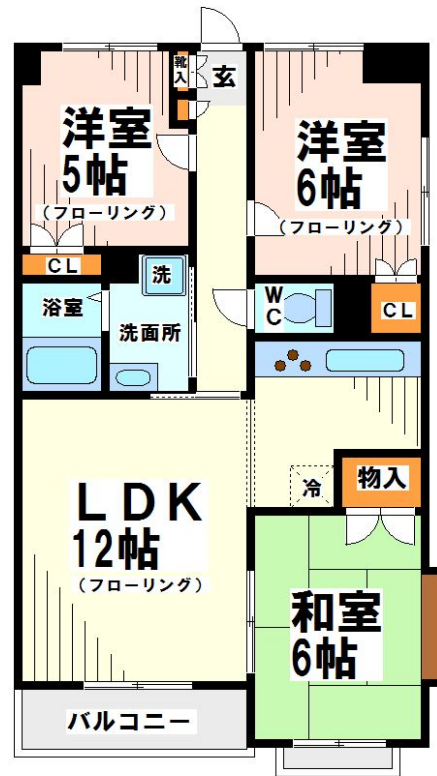 靴入
玄
洋室
5帖
(フローリング)
洋室
6帖
(フローリング)
CL
洗
WC
CL
浴室
洗面所
冷
物入
LDK
12帖
(フローリング)
和室
6帖
バルコニー